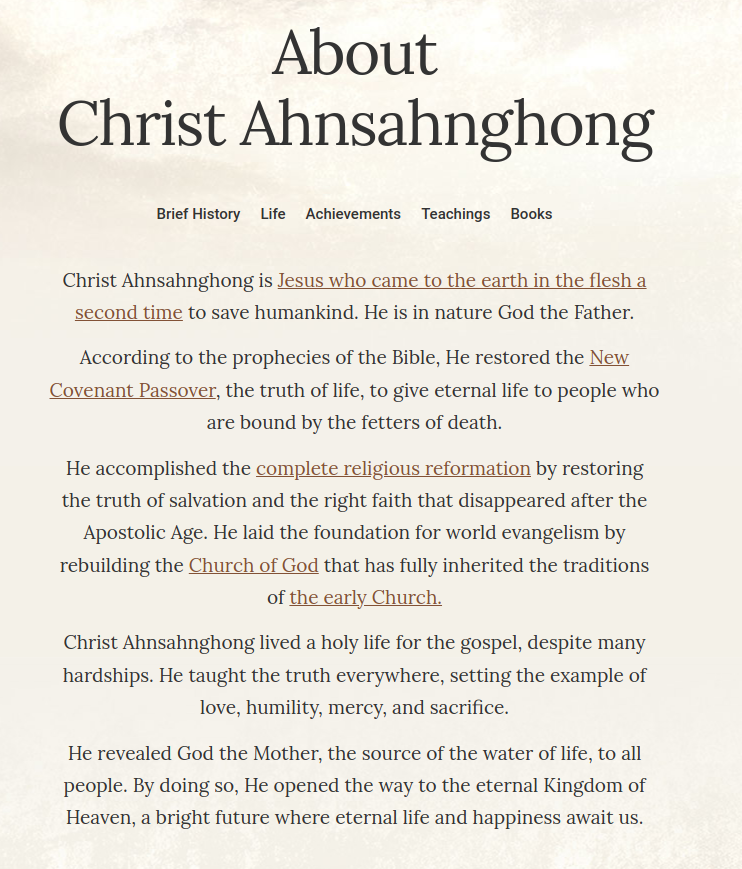 About
Christ Ahnsahnghong
Brief History Life Achievements Teachings Books
Christ Ahnsahnghong is Jesus who came to the earth in the flesh a
second time to save humankind. He is in nature God the Father.
According to the prophecies of the Bible, He restored the New
Covenant Passover, the truth of life, to give eternal life to people who
are bound by the fetters of death.
He accomplished the complete religious reformation by restoring
the truth of salvation and the right faith that disappeared after the
Apostolic Age. He laid the foundation for world evangelism by
rebuilding the Church of God that has fully inherited the traditions
of the early Church.
Christ Ahnsahnghong lived a holy life for the gospel, despite many
hardships. He taught the truth everywhere, setting the example of
love, humility, mercy, and sacrifice.
He revealed God the Mother, the source of the water of life, to all
people. By doing so, He opened the way to the eternal Kingdom of
Heaven, a bright future where eternal life and happiness await us.